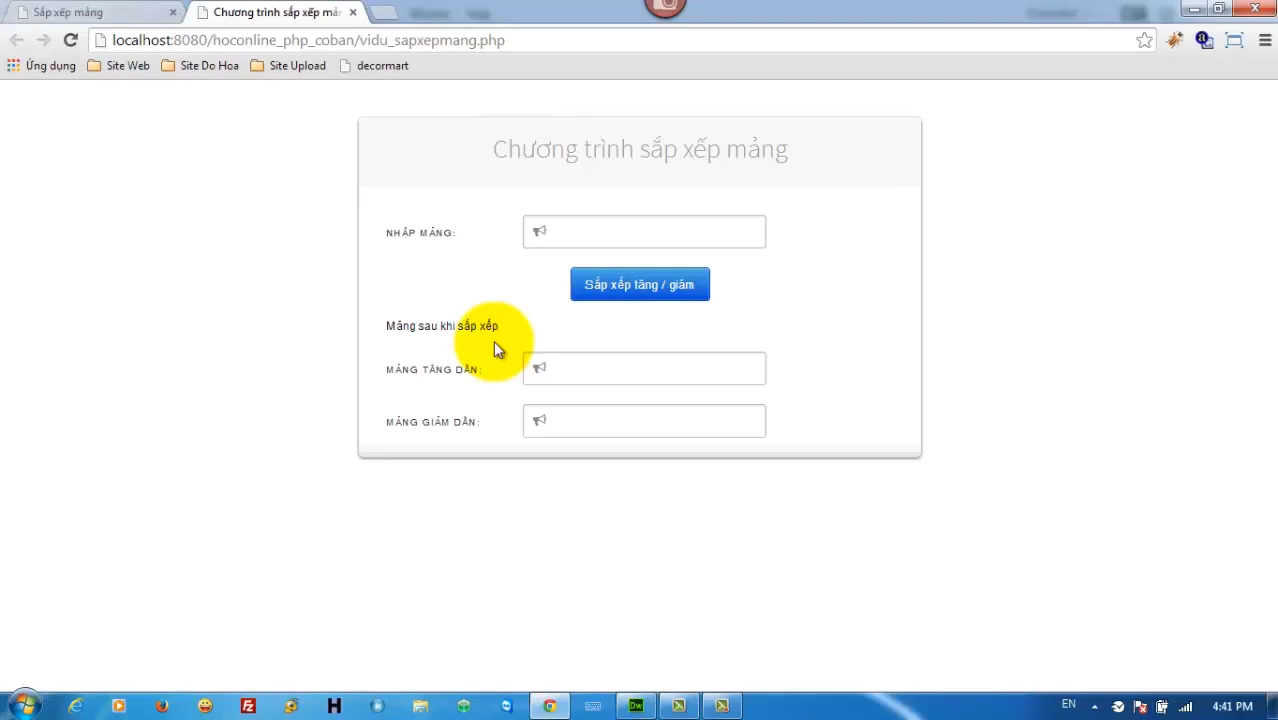 Sắp xếp mảng
Chương trình sắp xếp mản
localhost:8080/hoconline_php_coban/vidu_sapxepmang.php
Ứng dụng
Site Web
Site Do Hoa
Site Upload
decormart
Chương trình sắp xếp mảng
NHẬP MẢNG:
Sắp xếp tăng / giảm
Mảng sau khi sắp xếp
MẢNG TĂNG DẦN:
MẢNG GIẢM DẦN:
EN
4:41 PM